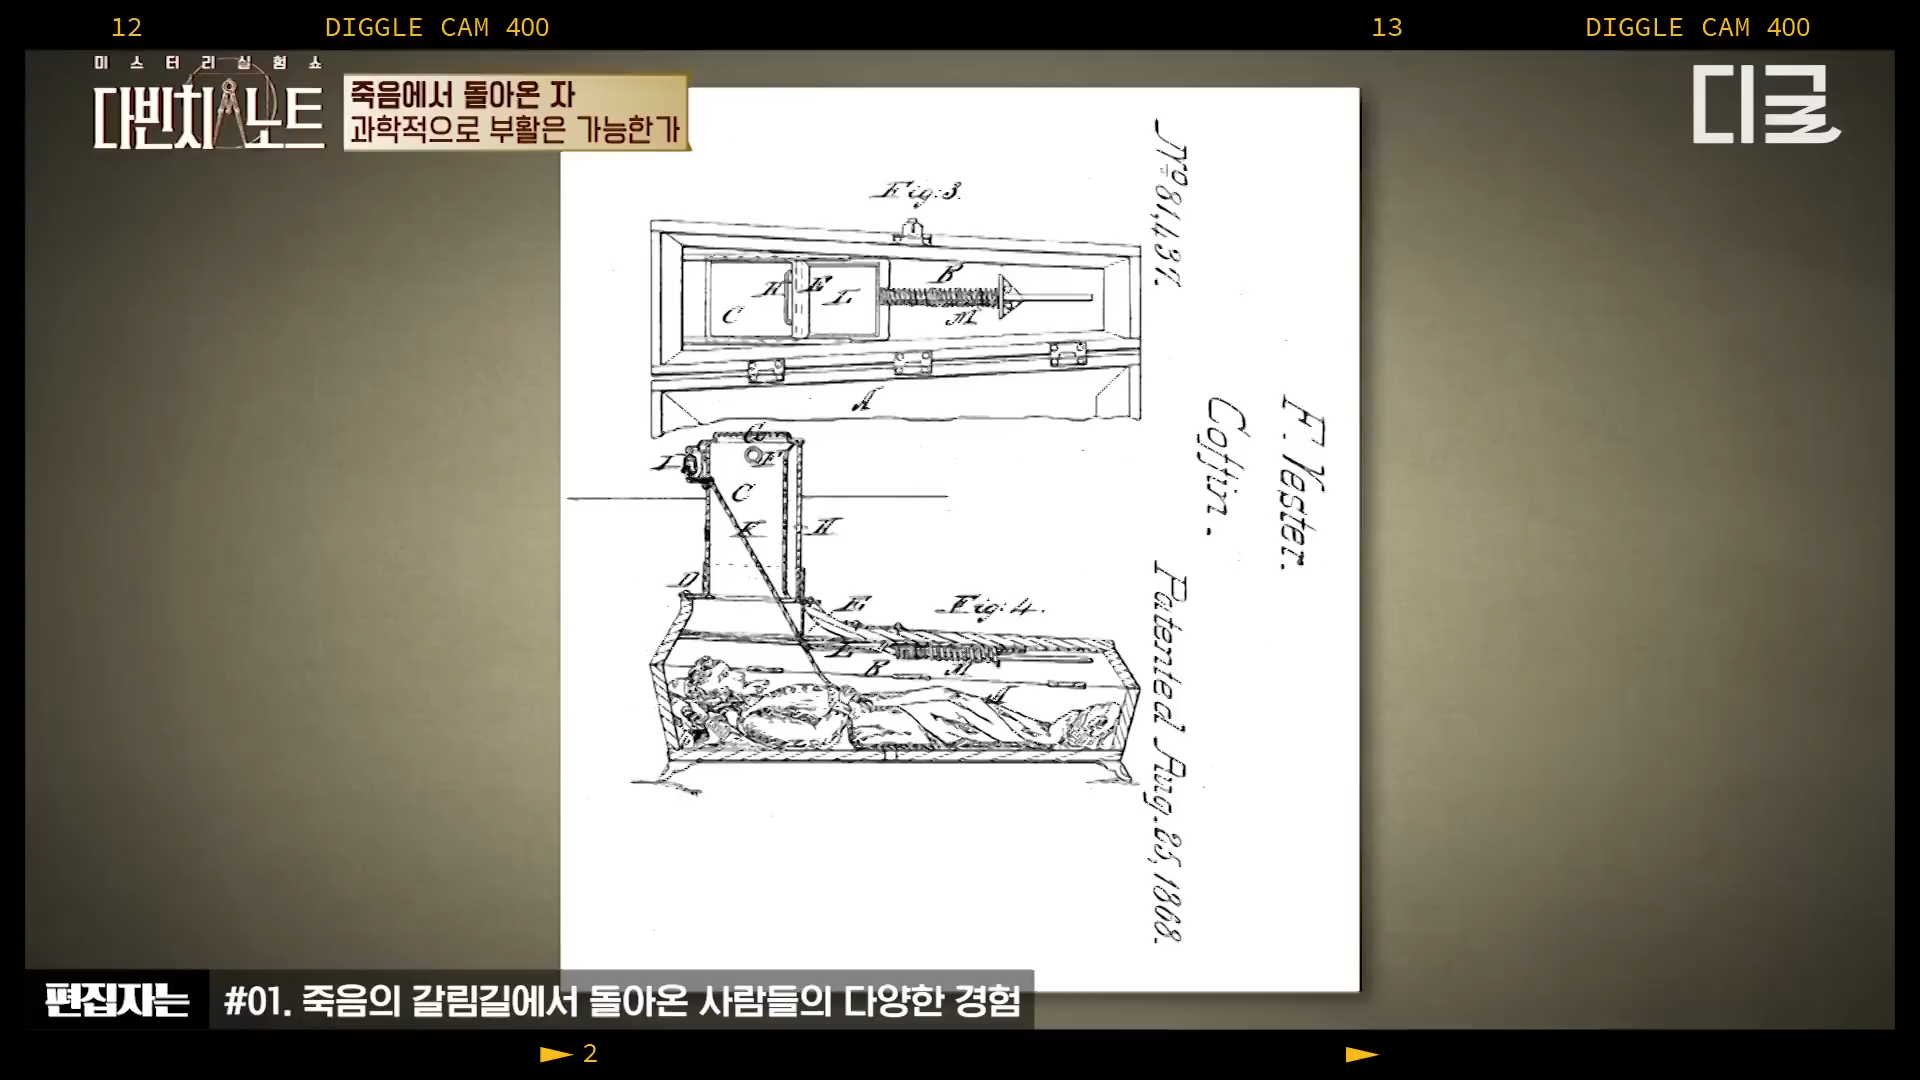 12
DIGGLE CAM 400
13
DIGGLE CAM 400
미스터리실험쇼
다빈치노트
죽음에서 돌아온 자
과학적으로 부활은 가능한가
디글
Fig: 3.
K
E
L
B
C
M
A
G
I
F
C
K
H
D
E
Fig: 4.
L
B
M
F. Vester.
Coffin.
Nº 81,437.
Patented Aug. 25, 1868.
편집자는
#01. 죽음의 갈림길에서 돌아온 사람들의 다양한 경험
2